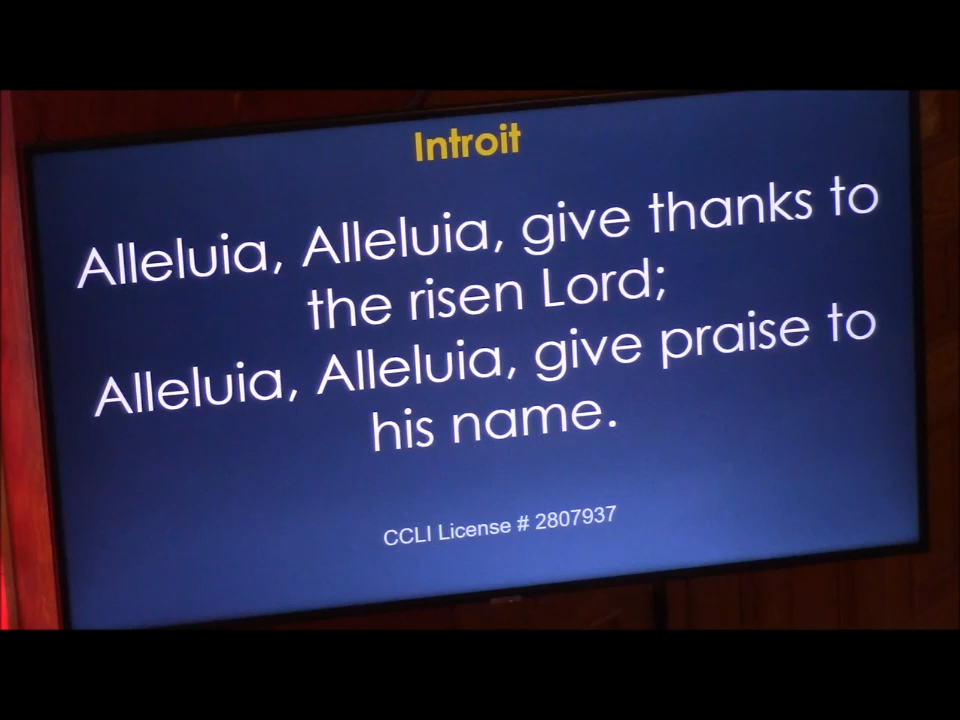 Introit
Alleluia, Alleluia, give thanks to
the risen Lord;
Alleluia, Alleluia, give praise to
his name.
CCLI License # 2807937